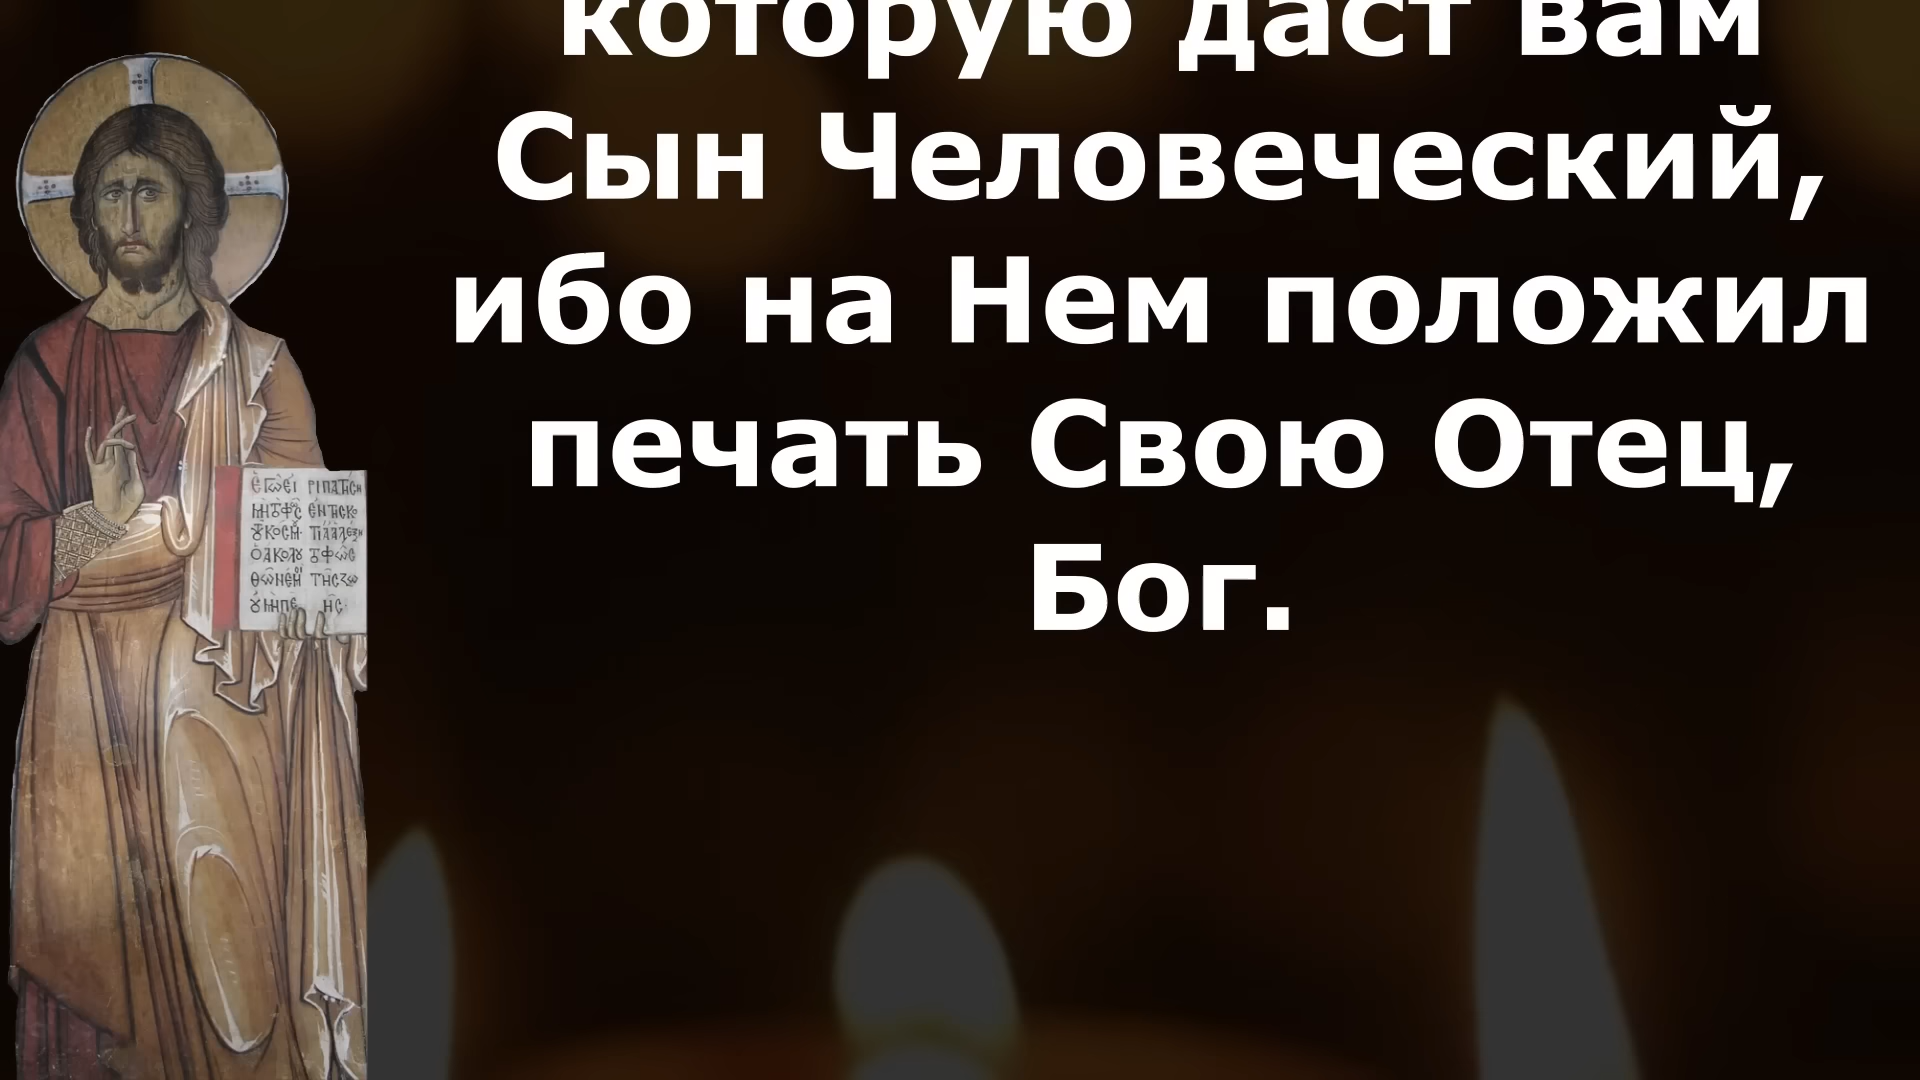 которую даст вам
Сын Человеческий,
ибо на Нем положил
печать Свою Отец,
Бог.